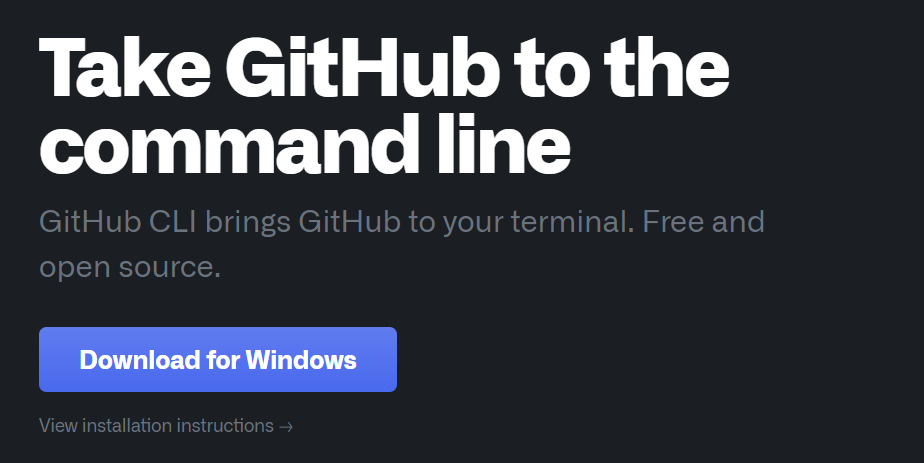 Take GitHub to the
command line
GitHub CLI brings GitHub to your terminal. Free and
open source.
Download for Windows
View installation instructions →